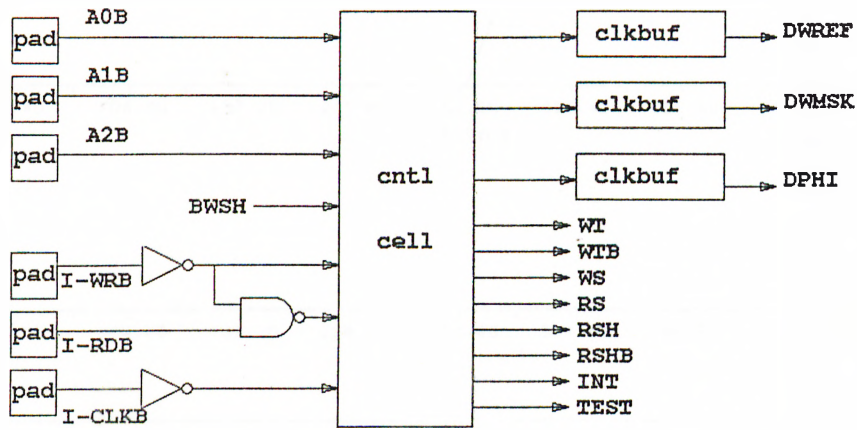 A0B
pad
clkbuf
DWREF
A1B
pad
clkbuf
DWMSK
A2B
pad
cntl
cell
clkbuf
DPHI
BWSH
WT
WTB
pad
I-WRB
WS
RS
pad
I-RDB
RSH
RSHB
pad
I-CLKB
INT
TEST